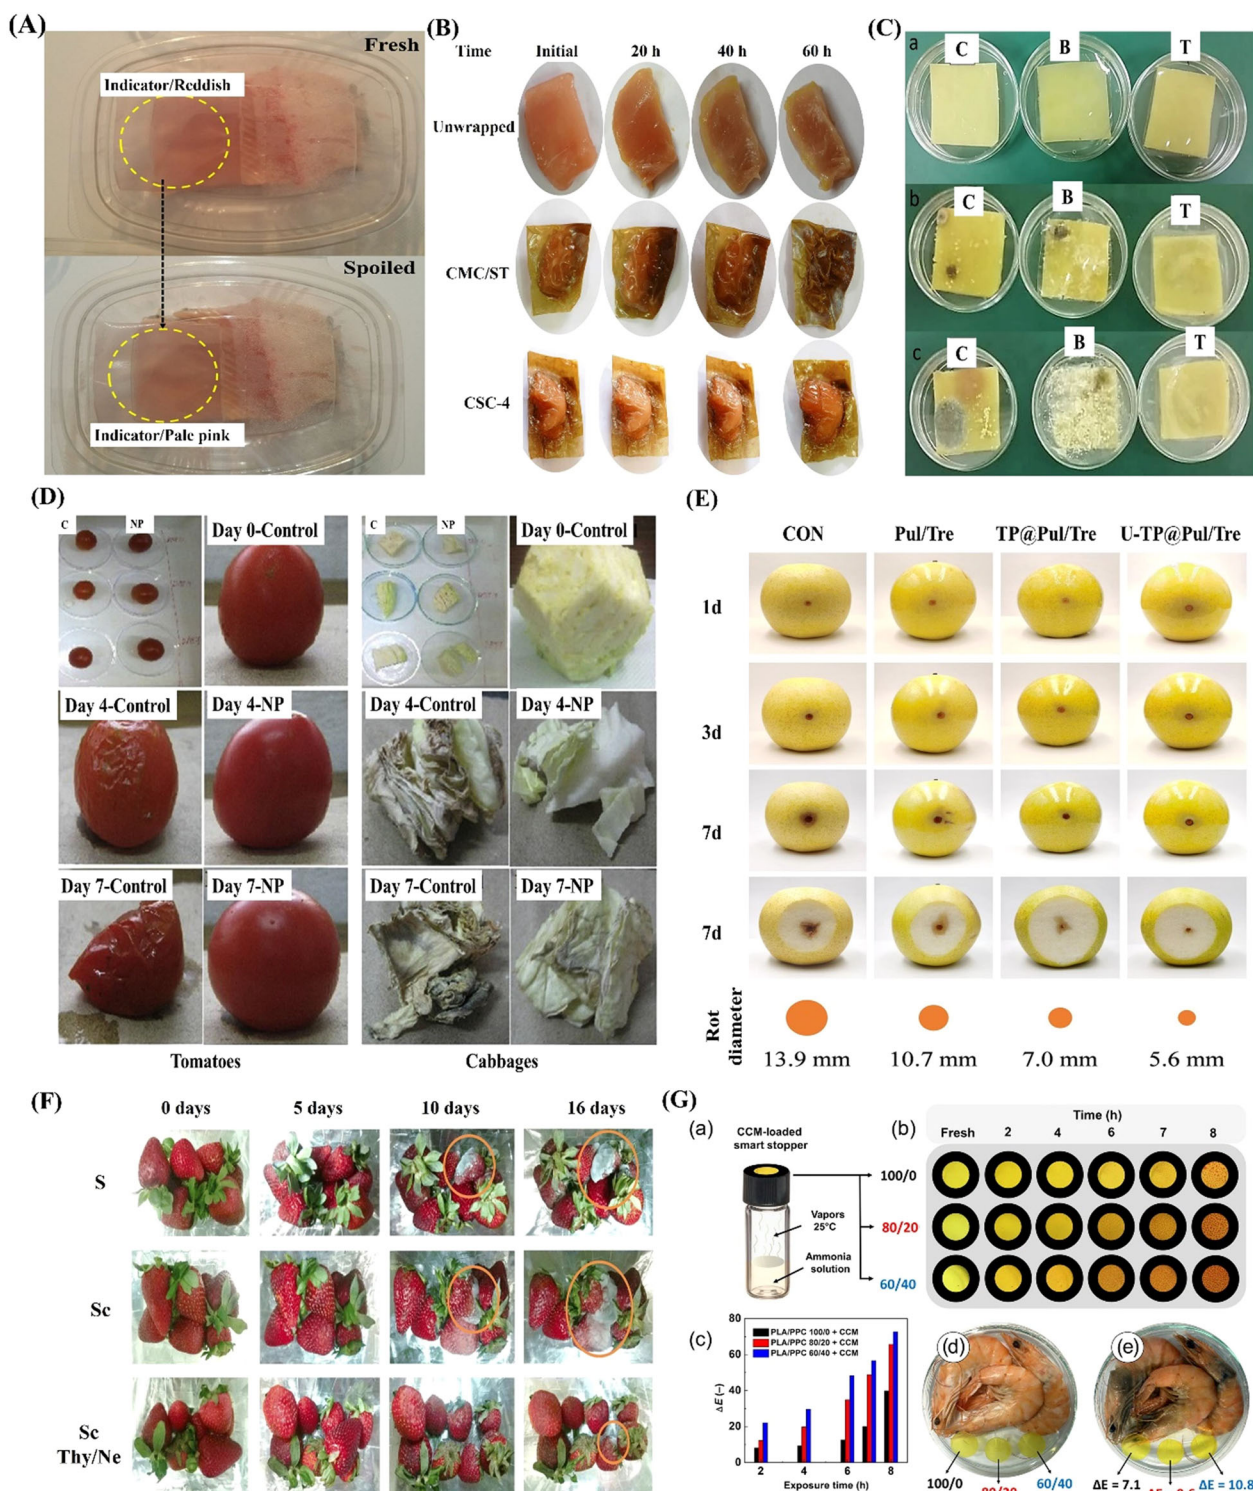 (A)
Fresh
Indicator/Reddish
Spoiled
Indicator/Pale pink
(B)
Time Initial 20 h 40 h 60 h
Unwrapped
CMC/ST
CSC-4
(C)
a C B T
b C B T
c C B T
(D)
C NP Day 0-Control C NP Day 0-Control
Day 4-Control Day 4-NP Day 4-Control Day 4-NP
Day 7-Control Day 7-NP Day 7-Control Day 7-NP
Tomatoes Cabbages
(E)
CON Pul/Tre TP@Pul/Tre U-TP@Pul/Tre
1d
3d
7d
7d
Rot
diameter
13.9 mm 10.7 mm 7.0 mm 5.6 mm
(F)
0 days 5 days 10 days 16 days
S
Sc
Sc
Thy/Ne
(G)
(a)
CCM-loaded
smart stopper
Vapors
25°C
Ammonia
solution
100/0
80/20
60/40
(b)
Time (h)
Fresh 2 4 6 7 8
(c)
PLA/PPC 100/0 + CCM
PLA/PPC 80/20 + CCM
PLA/PPC 60/40 + CCM
ΔE (–)
80
60
40
20
0
2 4 6 8
Exposure time (h)
(d)
100/0 80/20 60/40
(e)
ΔE = 7.1 ΔE = 10.8